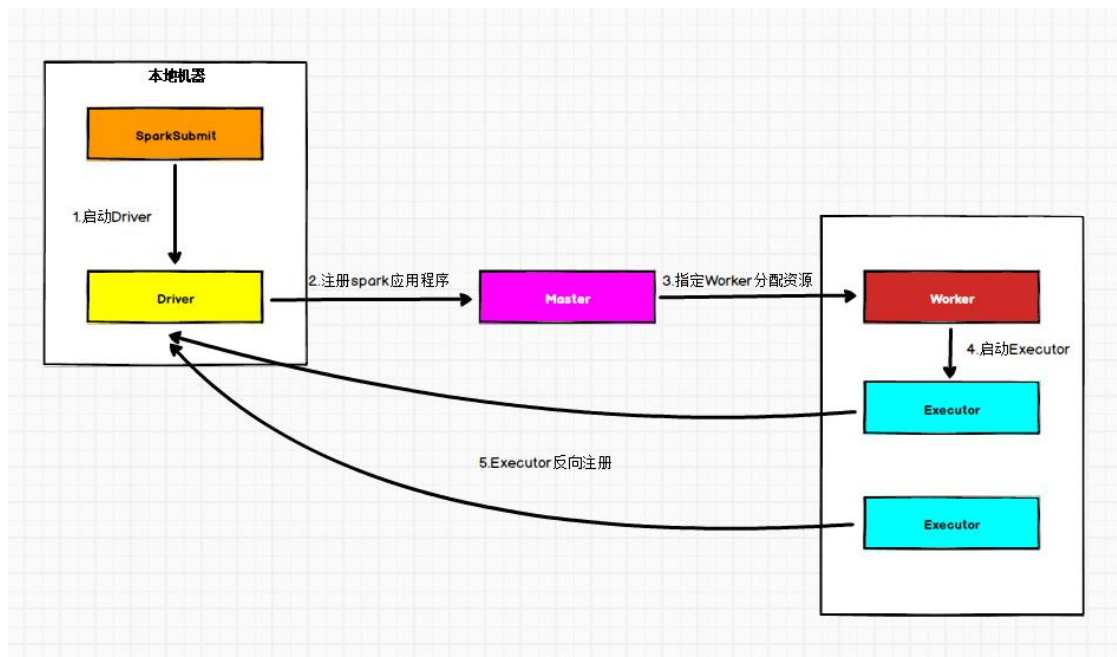 本地机器
SparkSubmit
1.启动Driver
Driver
2.注册spark应用程序
Master
3.指定Worker分配资源
Worker
4.启动Executor
Executor
5.Executor反向注册
Executor